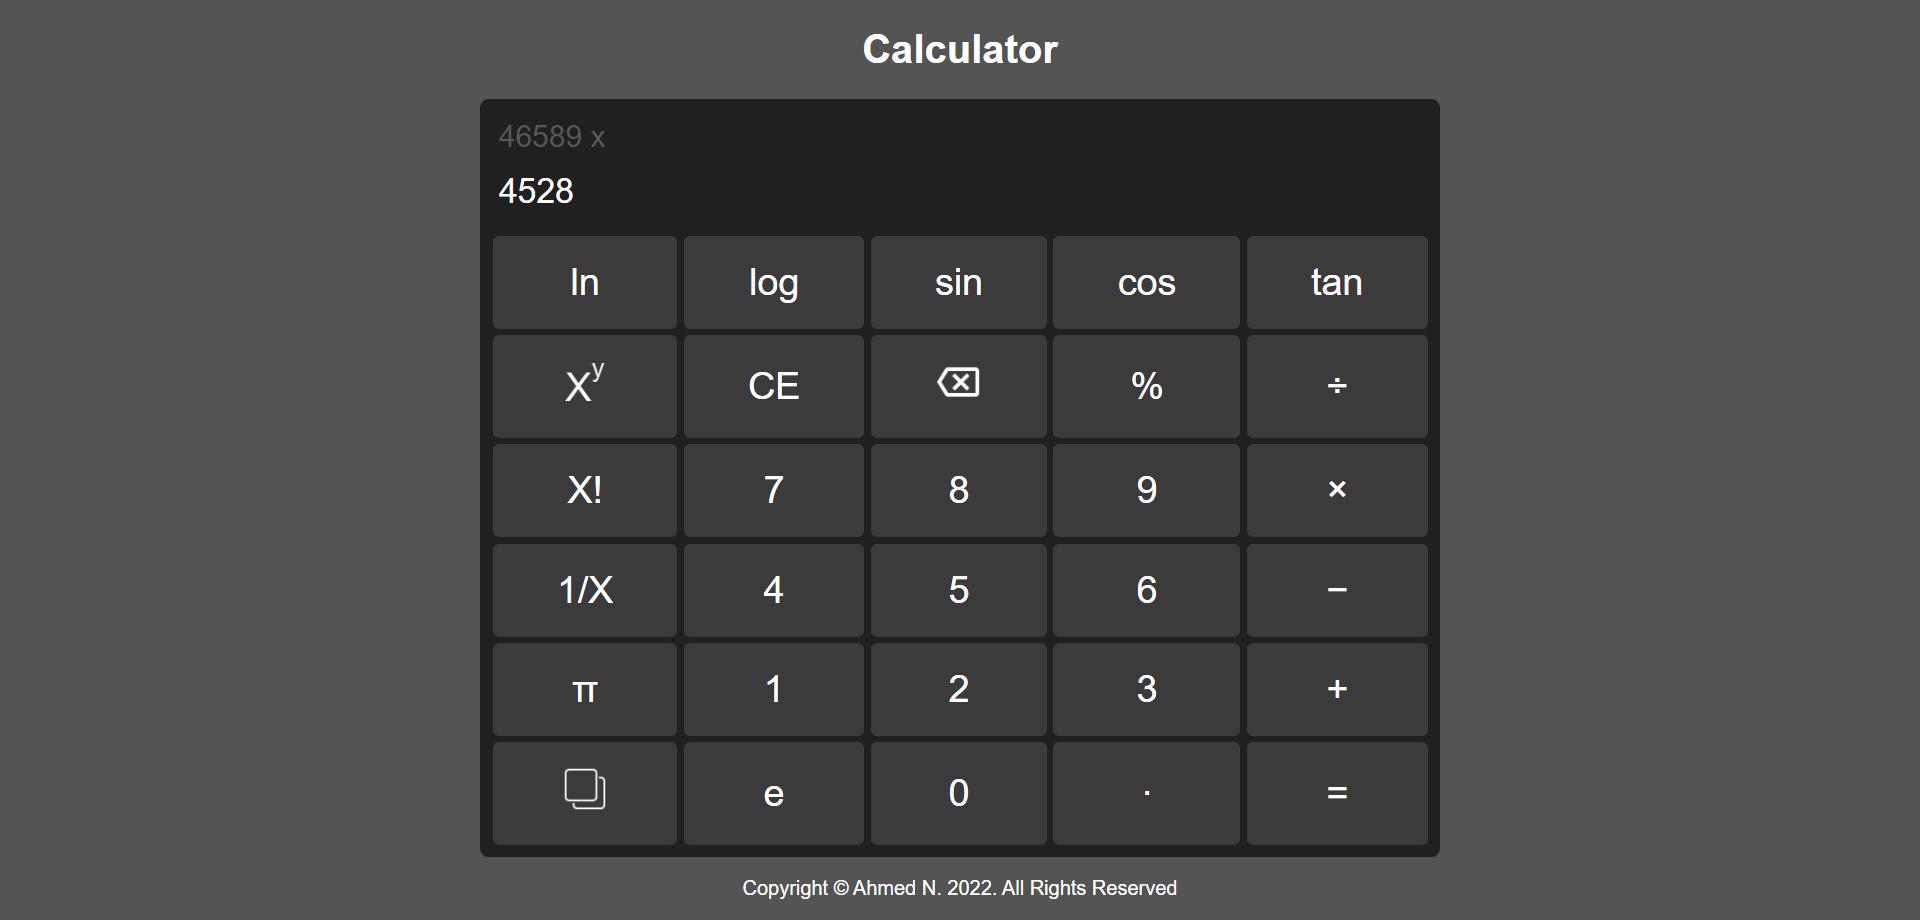 Calculator
46589 x
4528
ln log sin cos tan
Xy CE % ÷
X! 7 8 9 ×
1/X 4 5 6 −
π 1 2 3 +
e 0 · =
Copyright © Ahmed N. 2022. All Rights Reserved